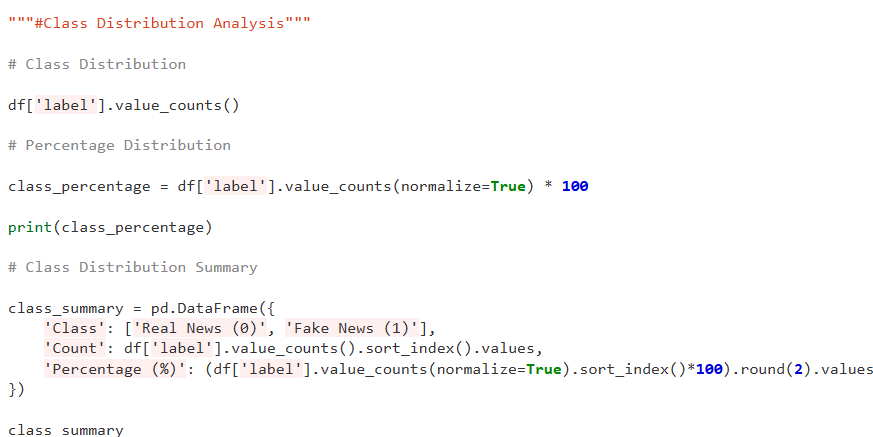 """#Class Distribution Analysis"""
# Class Distribution
df['label'].value_counts()
# Percentage Distribution
class_percentage = df['label'].value_counts(normalize=True) * 100
print(class_percentage)
# Class Distribution Summary
class_summary = pd.DataFrame({
    'Class': ['Real News (0)', 'Fake News (1)'],
    'Count': df['label'].value_counts().sort_index().values,
    'Percentage (%)': (df['label'].value_counts(normalize=True).sort_index()*100).round(2).values
})
class_summary